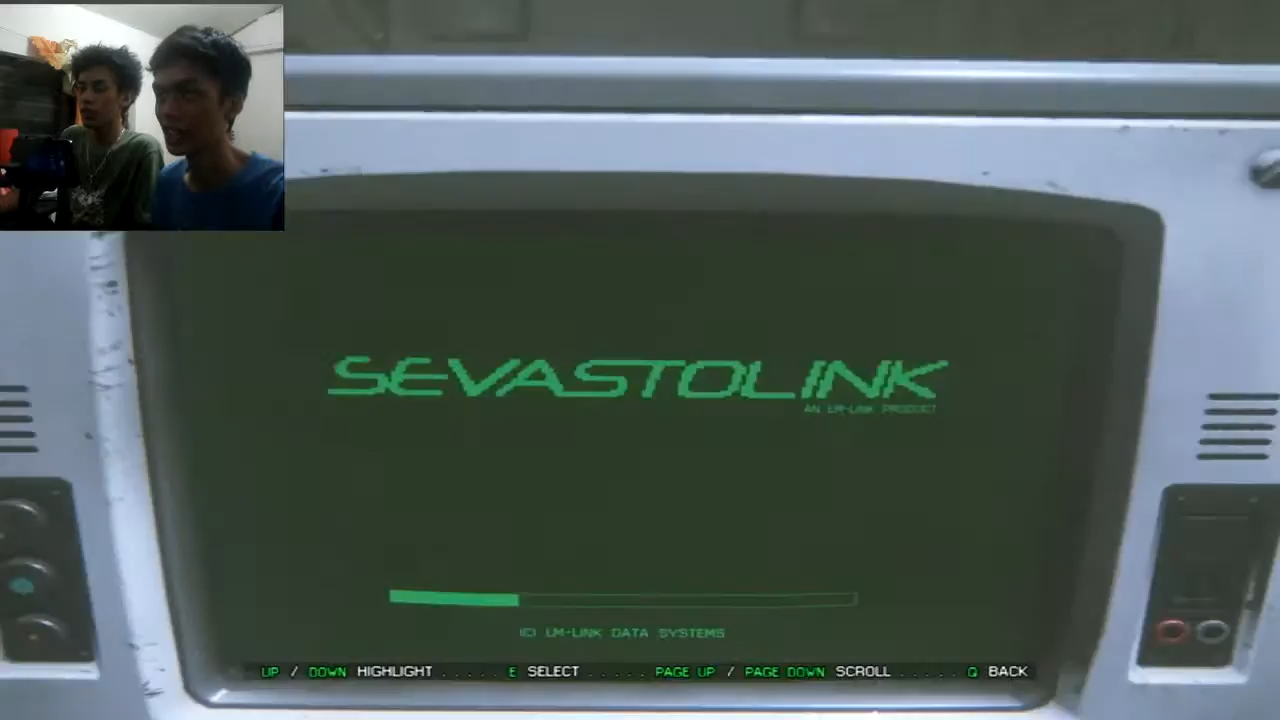 SEVASTOLINK
AN LM-LINK PRODUCT
(C) LM-LINK DATA SYSTEMS
UP / DOWN HIGHLIGHT ..... E SELECT ..... PAGE UP / PAGE DOWN SCROLL ..... Q BACK